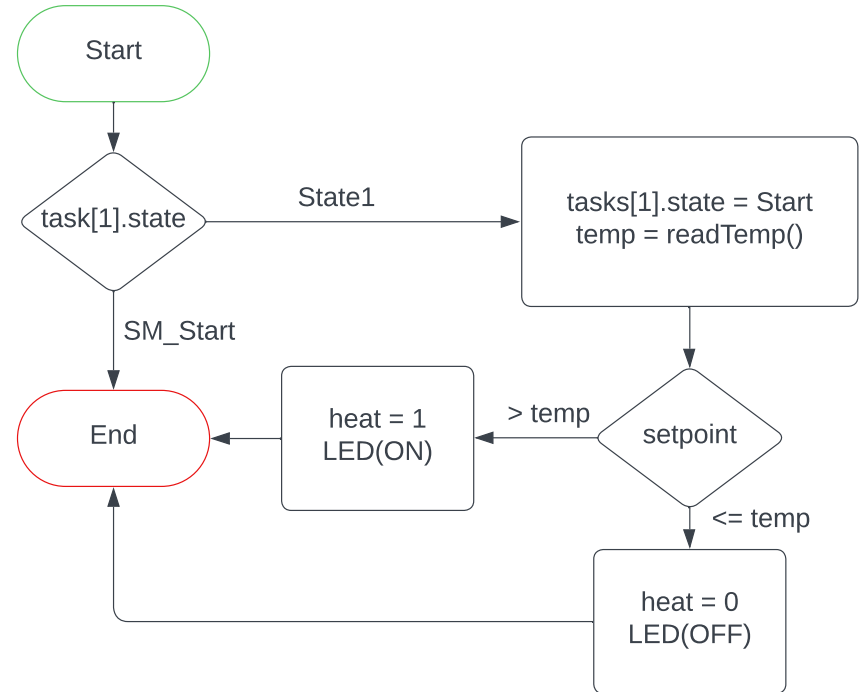 Start
task[1].state
State1
tasks[1].state = Start
temp = readTemp()
SM_Start
End
heat = 1
LED(ON)
> temp
setpoint
<= temp
heat = 0
LED(OFF)